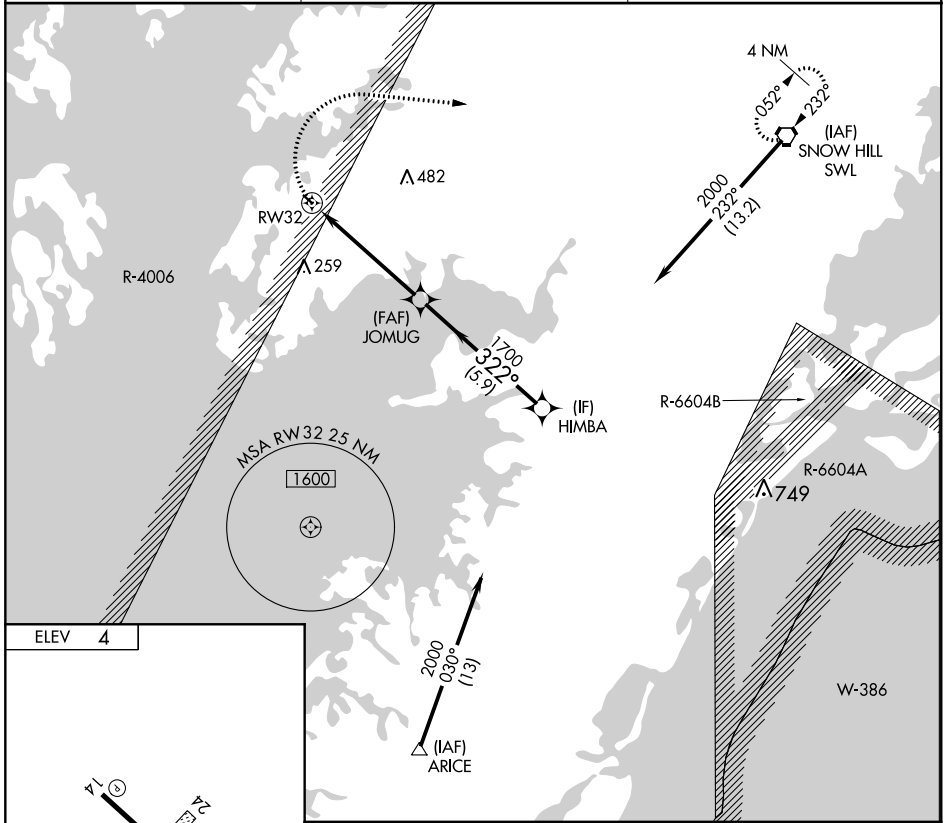 4 NM
052°
232°
(IAF)
SNOW HILL
SWL
2000
232°
(13.2)
482
RW32
R-4006
259
(FAF)
JOMUG
1700
322°
(5.9)
(IF)
HIMBA
R-6604B
R-6604A
749
MSA RW32 25 NM
1600
2000
030°
(13)
(IAF)
ARICE
W-386
ELEV 4
14
P
24